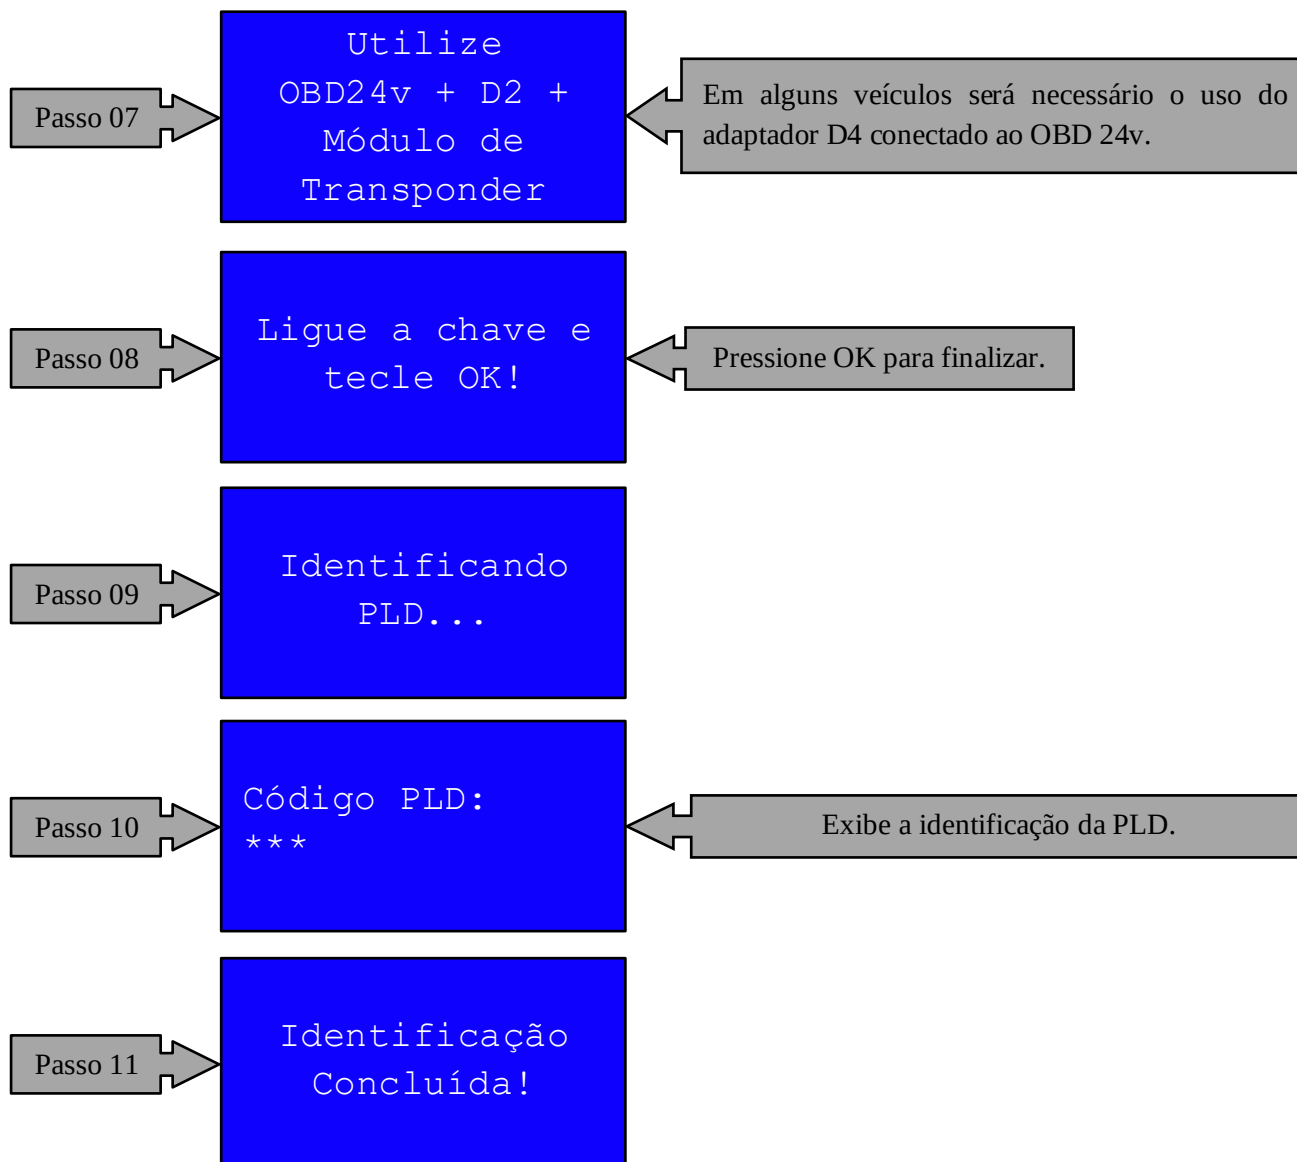 Passo 07
Utilize
OBD24v + D2 +
Módulo de
Transponder
Em alguns veículos será necessário o uso do
adaptador D4 conectado ao OBD 24v.
Passo 08
Ligue a chave e
tecle OK!
Pressione OK para finalizar.
Passo 09
Identificando
PLD...
Passo 10
Código PLD:
***
Exibe a identificação da PLD.
Passo 11
Identificação
Concluída!